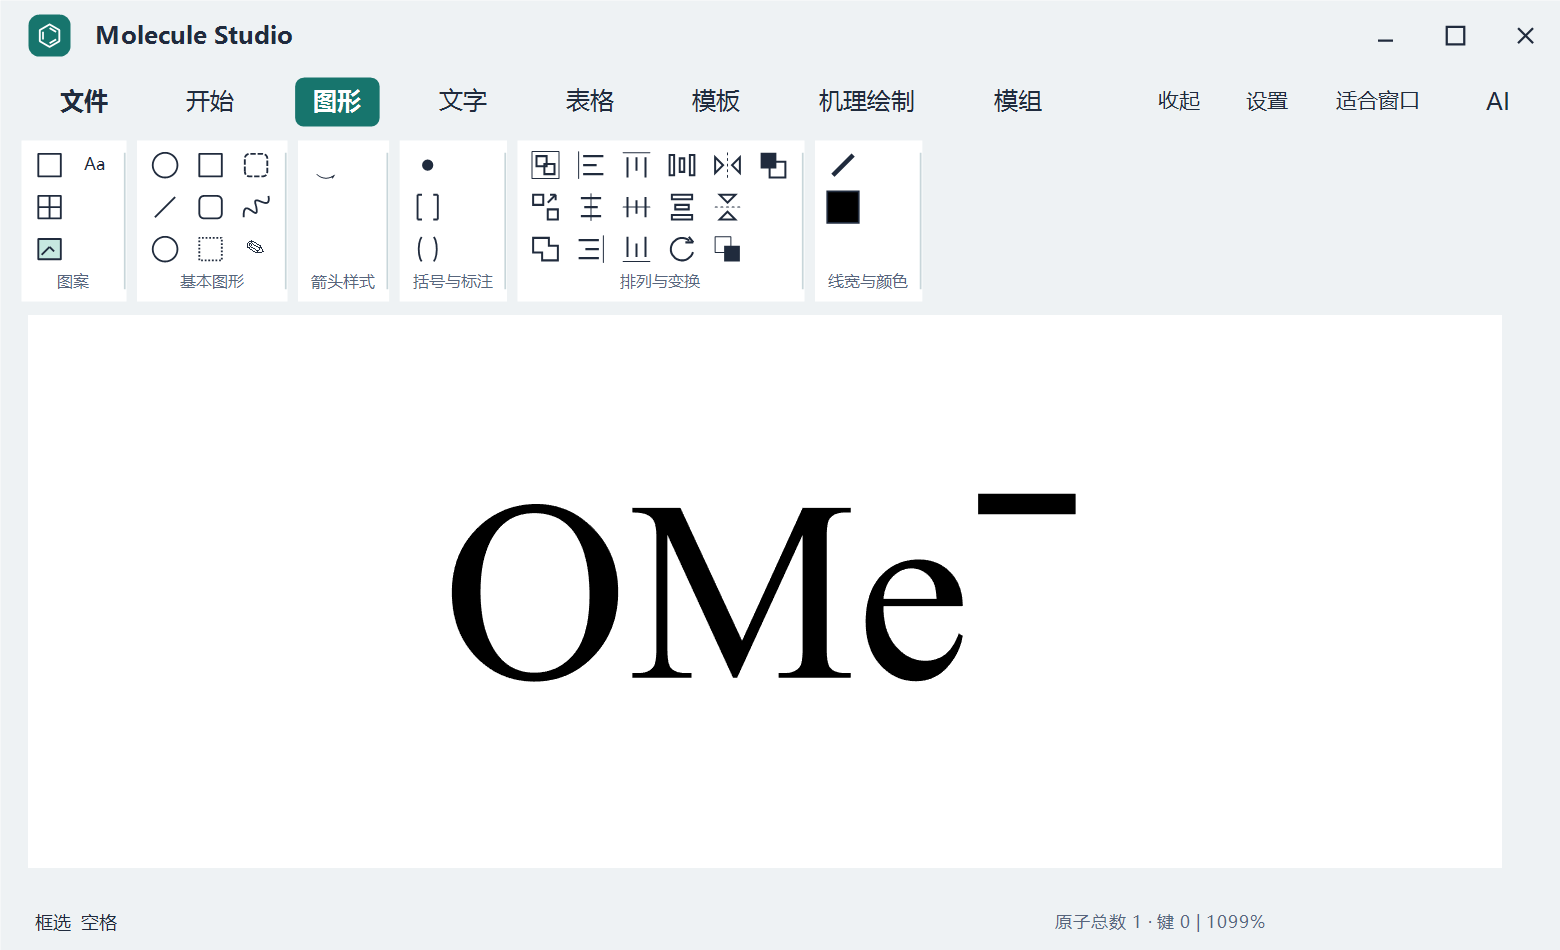 Molecule Studio
文件 开始 图形 文字 表格 模板 机理绘制 模组 收起 设置 适合窗口 AI
Aa
图案 基本图形 箭头样式 括号与标注 排列与变换 线宽与颜色
OMe⁻
框选 空格 原子总数 1 · 键 0 | 1099%